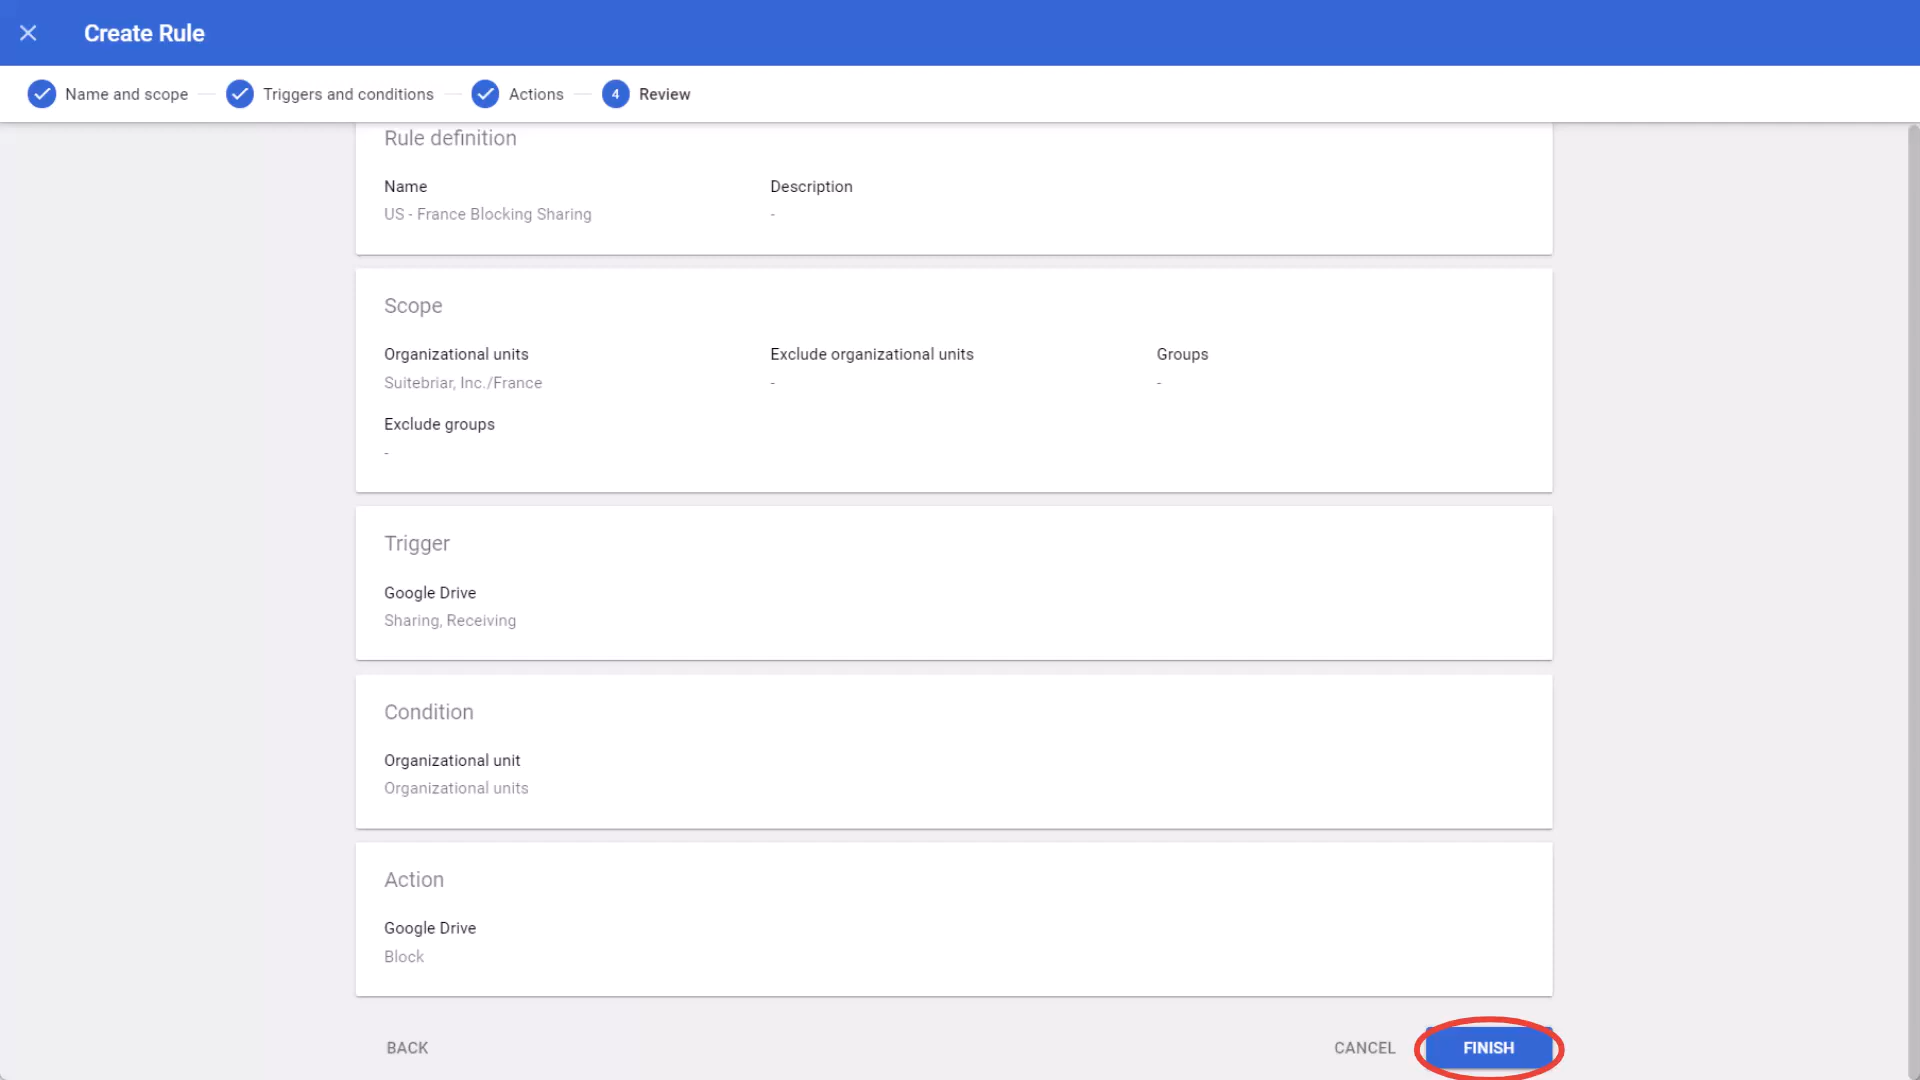 Create Rule
Name and scope
Triggers and conditions
Actions
4 Review
Rule definition
Name Description
US - France Blocking Sharing -
Scope
Organizational units Exclude organizational units Groups
Suitebriar, Inc./France - -
Exclude groups
-
Trigger
Google Drive
Sharing, Receiving
Condition
Organizational unit
Organizational units
Action
Google Drive
Block
BACK CANCEL FINISH